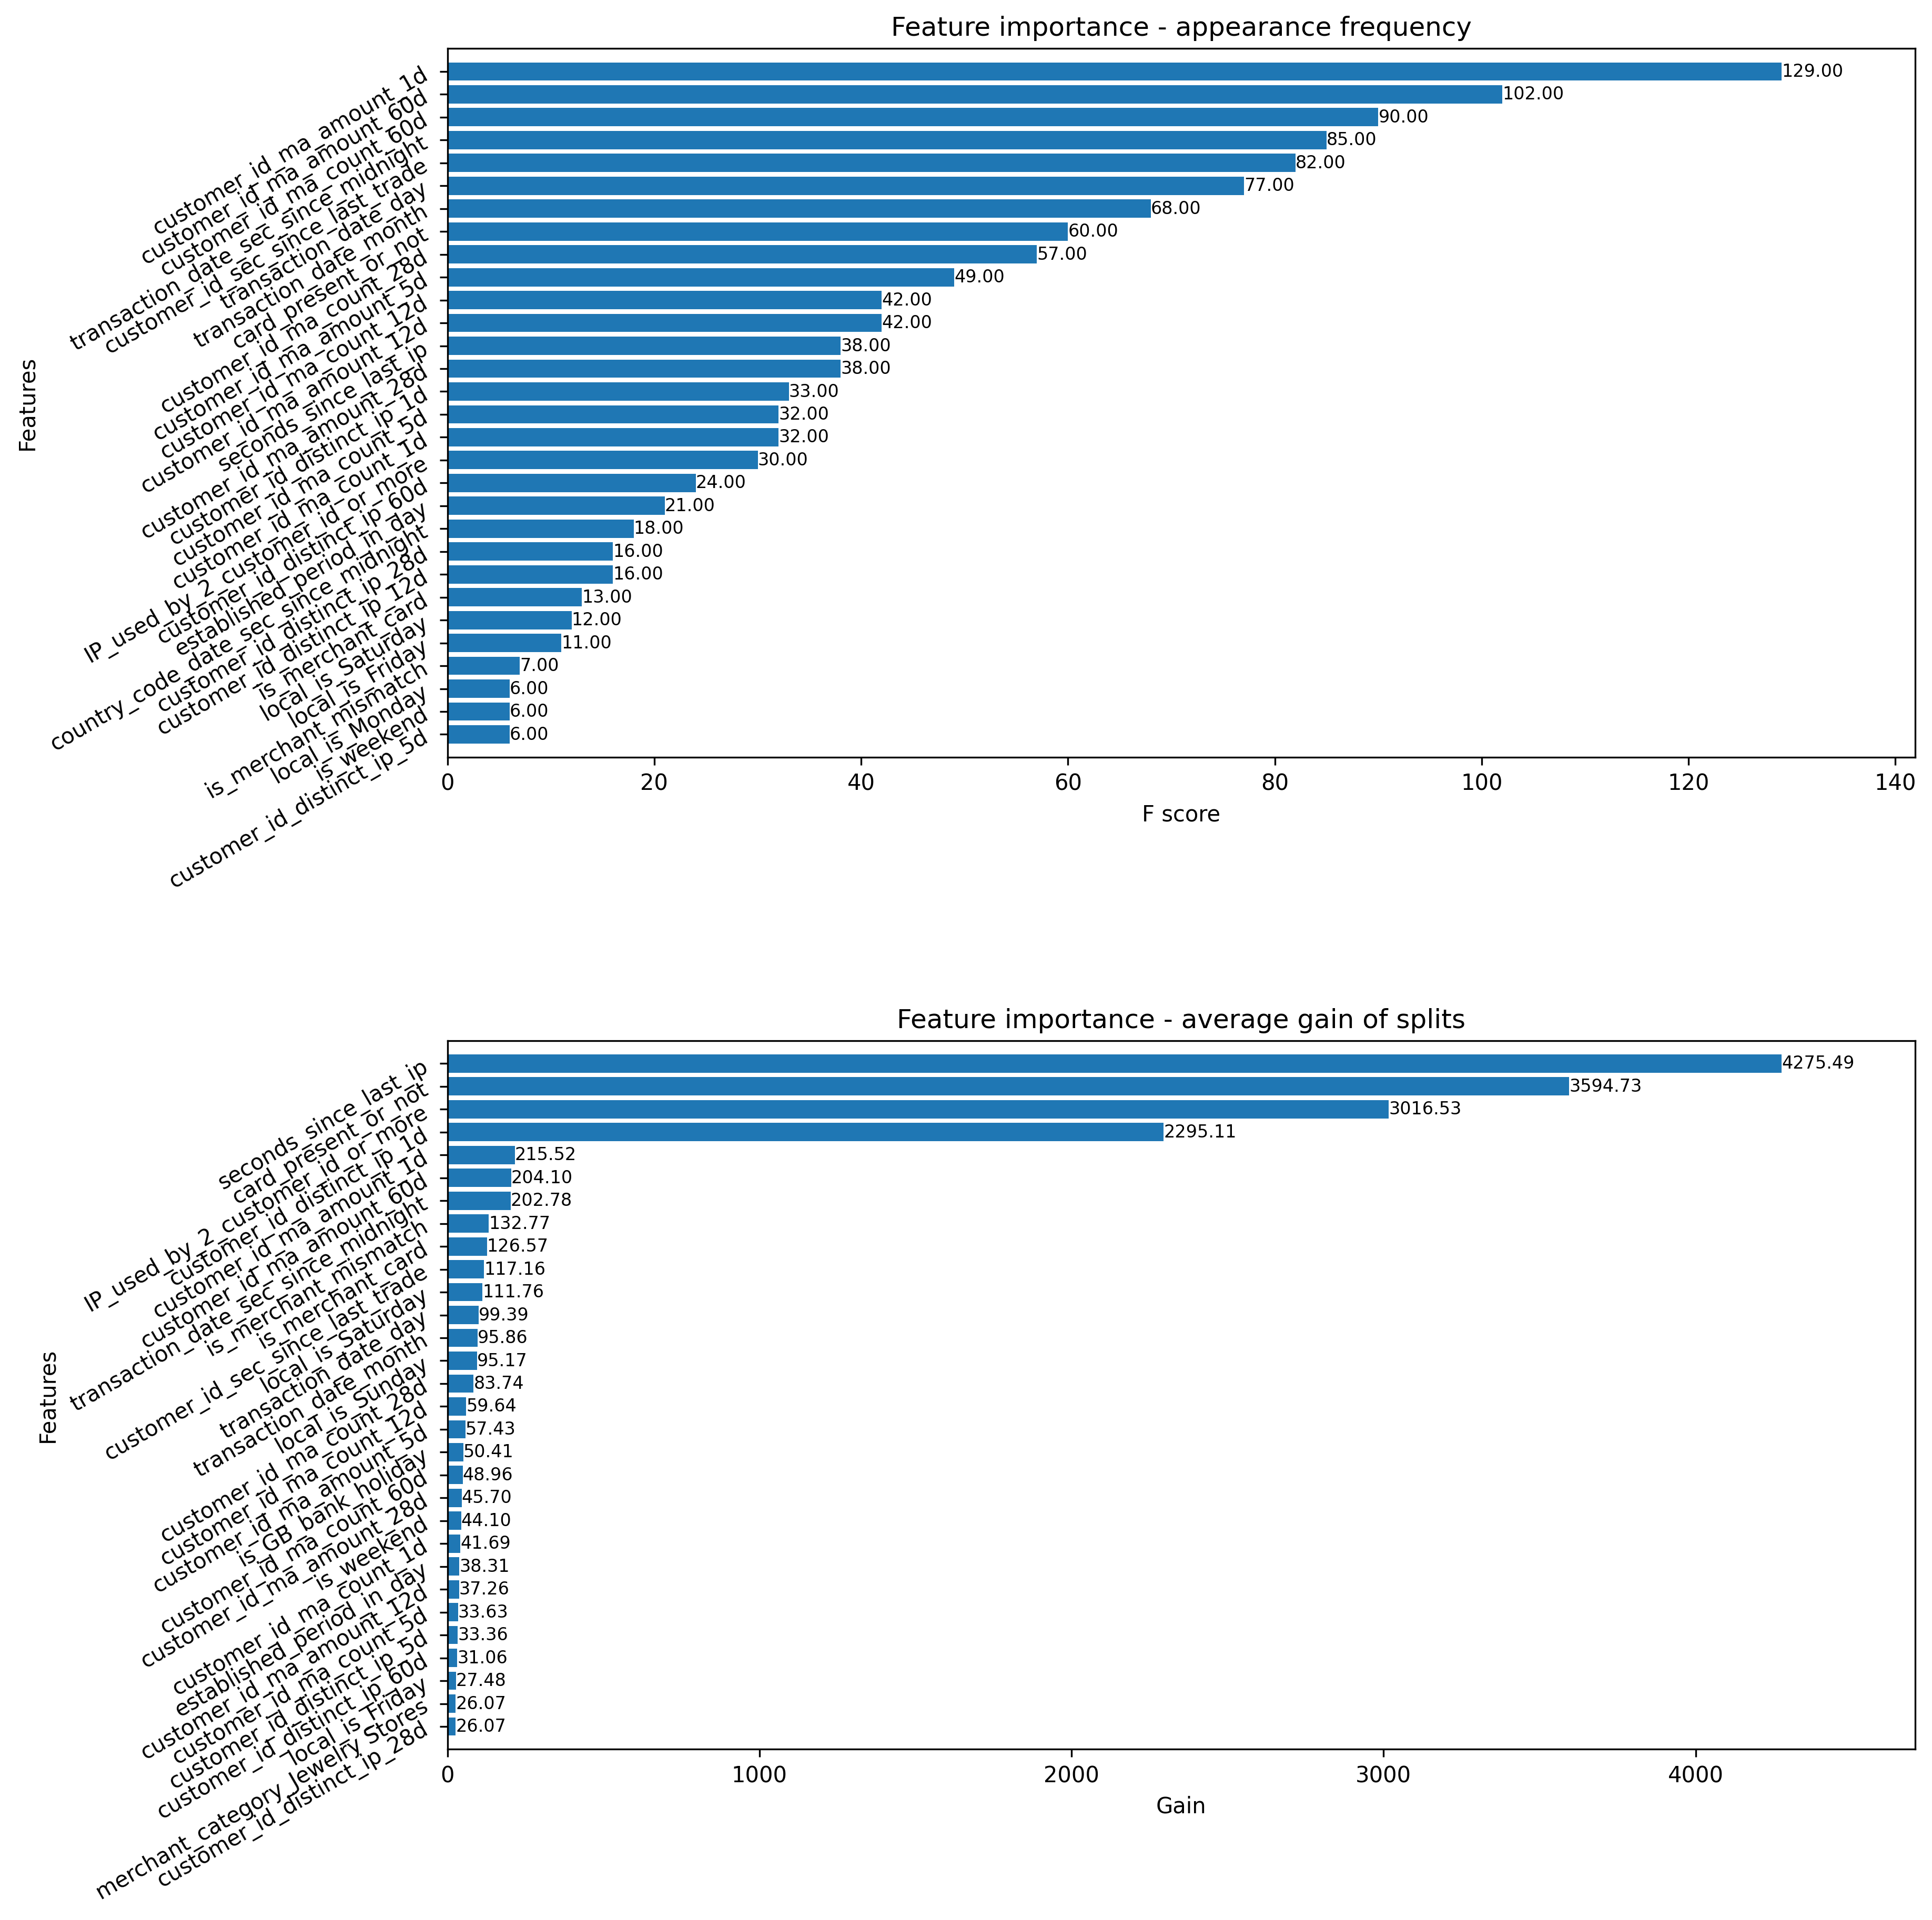 Feature importance - appearance frequency
customer_id_ma_amount_1d 129.00
customer_id_ma_amount_60d 102.00
customer_id_ma_count_60d 90.00
transaction_date_sec_since_midnight 85.00
customer_id_sec_since_last_trade 82.00
transaction_date_day 77.00
transaction_date_month 68.00
card_present_or_not 60.00
customer_id_ma_count_28d 57.00
customer_id_ma_amount_5d 49.00
customer_id_ma_count_12d 42.00
customer_id_ma_amount_12d 42.00
seconds_since_last_ip 38.00
customer_id_ma_amount_28d 38.00
customer_id_distinct_ip_1d 33.00
customer_id_ma_count_5d 32.00
customer_id_ma_count_1d 32.00
IP_used_by_2_customer_id_or_more 30.00
customer_id_distinct_ip_60d 24.00
established_period_in_day 21.00
country_code_date_sec_since_midnight 18.00
customer_id_distinct_ip_28d 16.00
customer_id_distinct_ip_12d 16.00
is_merchant_card 13.00
local_is_Saturday 12.00
local_is_Friday 11.00
is_merchant_mismatch 7.00
local_is_Monday 6.00
is_weekend 6.00
customer_id_distinct_ip_5d 6.00
Features
0 20 40 60 80 100 120 140
F score
Feature importance - average gain of splits
seconds_since_last_ip 4275.49
card_present_or_not 3594.73
IP_used_by_2_customer_id_or_more 3016.53
customer_id_distinct_ip_1d 2295.11
customer_id_ma_amount_1d 215.52
customer_id_ma_amount_60d 204.10
transaction_date_sec_since_midnight 202.78
is_merchant_mismatch 132.77
is_merchant_card 126.57
customer_id_sec_since_last_trade 117.16
local_is_Saturday 111.76
transaction_date_day 99.39
transaction_date_month 95.86
local_is_Sunday 95.17
customer_id_ma_count_28d 83.74
customer_id_ma_count_12d 59.64
customer_id_ma_amount_5d 57.43
is_GB_bank_holiday 50.41
customer_id_ma_count_60d 48.96
customer_id_ma_amount_28d 45.70
is_weekend 44.10
customer_id_ma_count_1d 41.69
established_period_in_day 38.31
customer_id_ma_amount_12d 37.26
customer_id_ma_count_5d 33.63
customer_id_distinct_ip_5d 33.36
customer_id_distinct_ip_60d 31.06
local_is_Friday 27.48
merchant_category_Jewelry Stores 26.07
customer_id_distinct_ip_28d 26.07
Features
0 1000 2000 3000 4000
Gain